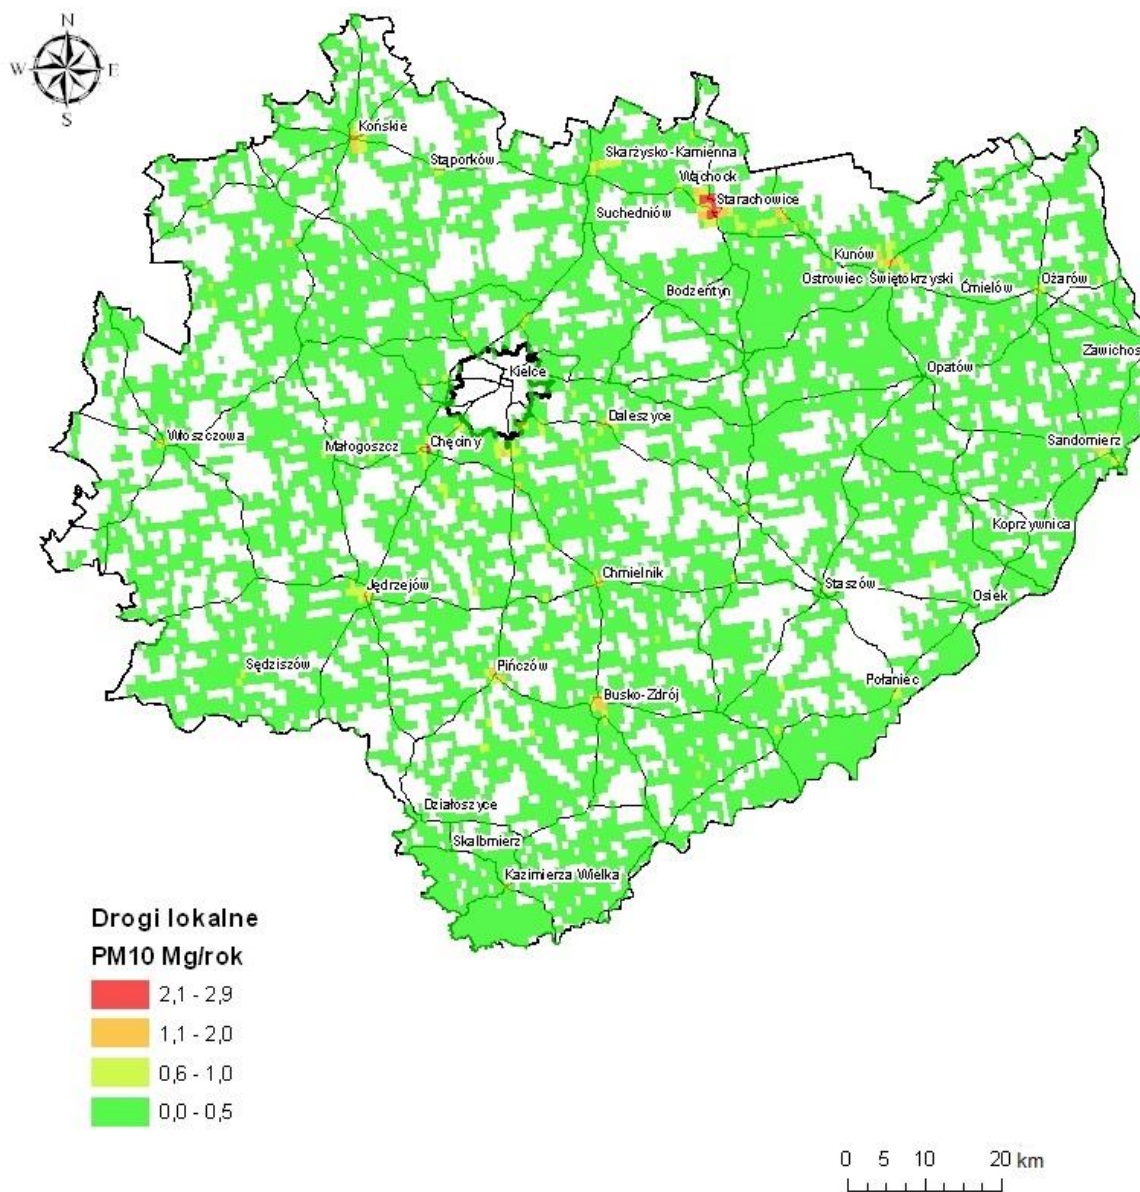 N
W E
S
Końskie
Stąporków
Skarżysko-Kamienna
Wąchock
Starachowice
Suchedniów
Kunów
Ostrowiec Świętokrzyski
Ćmielów
Ożarów
Bodzentyn
Zawichos
Opatów
Kielce
Daleszyce
Sandomierz
Włoszczowa
Małogoszcz
Chęciny
Koprzywnica
Chmielnik
Jędrzejów
Staszów
Osiek
Sędziszów
Pińczów
Połaniec
Busko-Zdrój
Działoszyce
Skalbmierz
Kazimierza Wielka
Drogi lokalne
PM10 Mg/rok
2,1 - 2,9
1,1 - 2,0
0,6 - 1,0
0,0 - 0,5
0 5 10 20 km